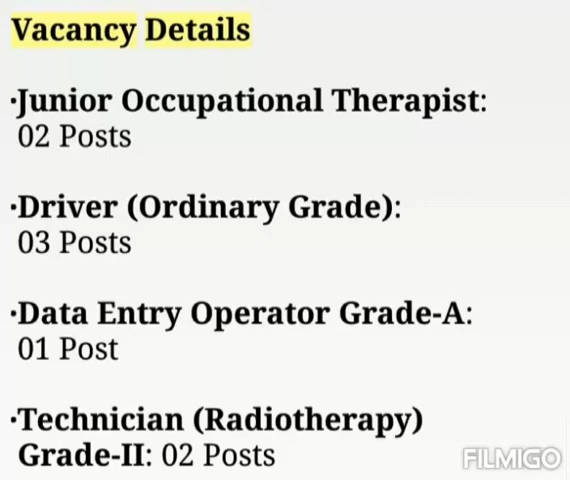 Vacancy Details
·Junior Occupational Therapist:
02 Posts
·Driver (Ordinary Grade):
03 Posts
·Data Entry Operator Grade-A:
01 Post
·Technician (Radiotherapy)
Grade-II: 02 Posts
FILMIGO